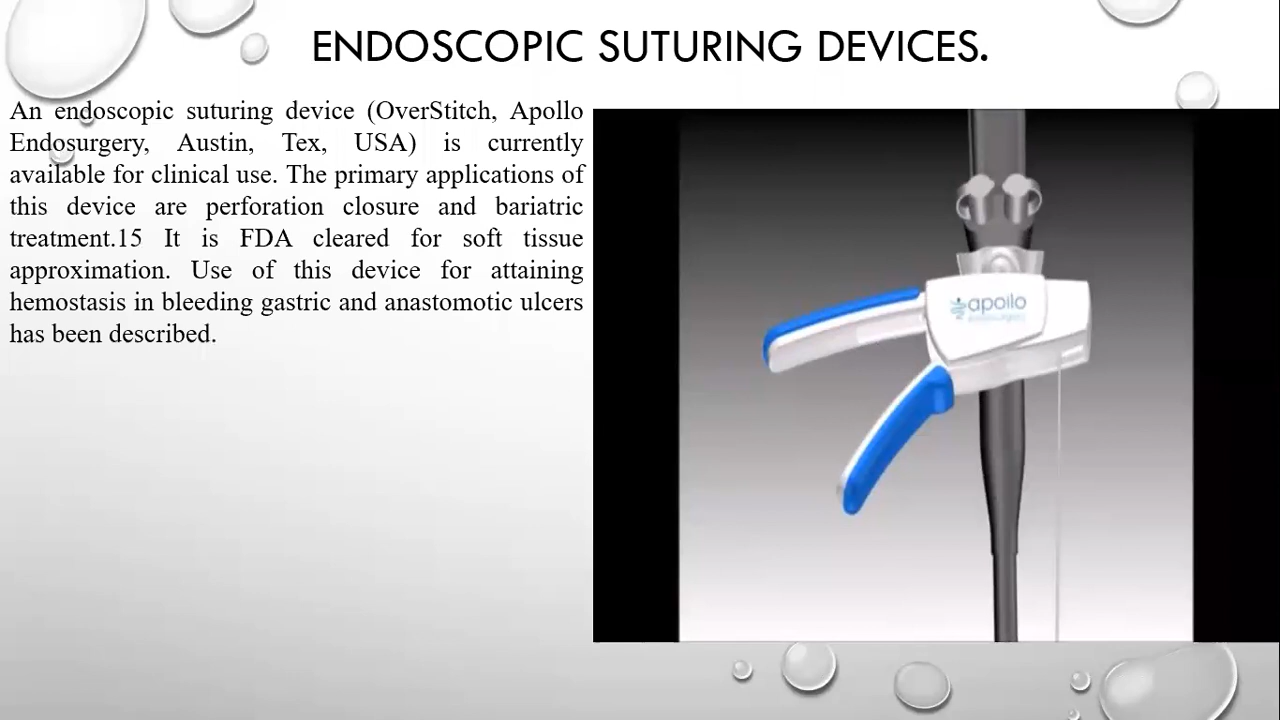 ENDOSCOPIC SUTURING DEVICES.
An endoscopic suturing device (OverStitch, Apollo
Endosurgery, Austin, Tex, USA) is currently
available for clinical use. The primary applications of
this device are perforation closure and bariatric
treatment.15 It is FDA cleared for soft tissue
approximation. Use of this device for attaining
hemostasis in bleeding gastric and anastomotic ulcers
has been described.
apollo